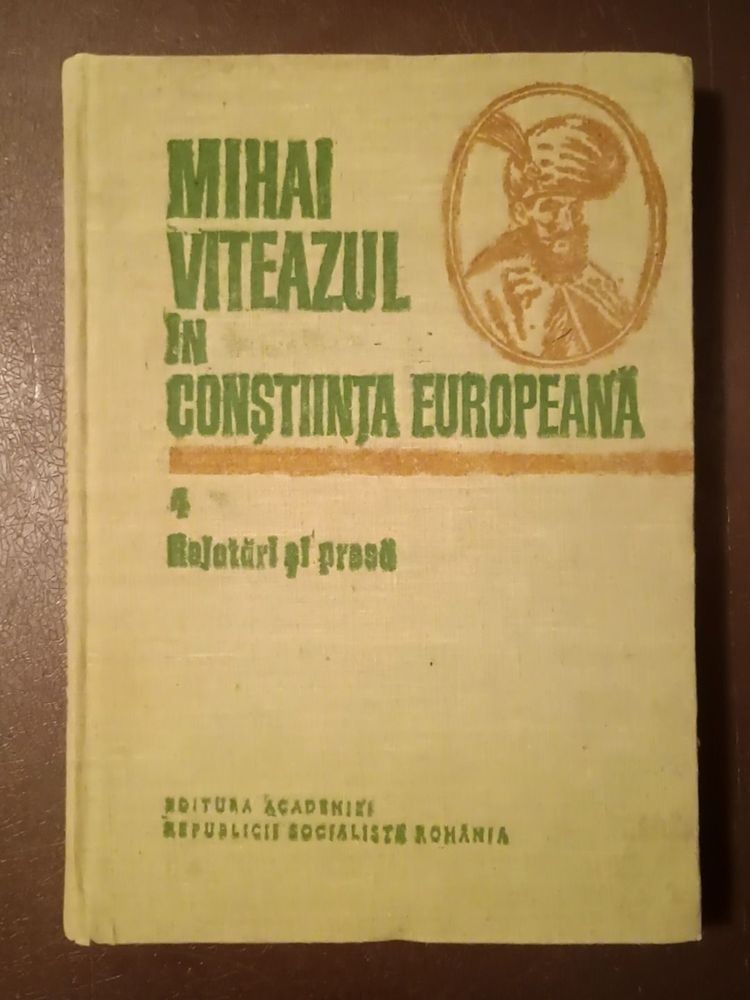 MIHAI
VITEAZUL
ÎN
CONȘTIINȚA EUROPEANĂ
4
Relatări și presă
EDITURA ACADEMIEI
REPUBLICII SOCIALISTE ROMÂNIA